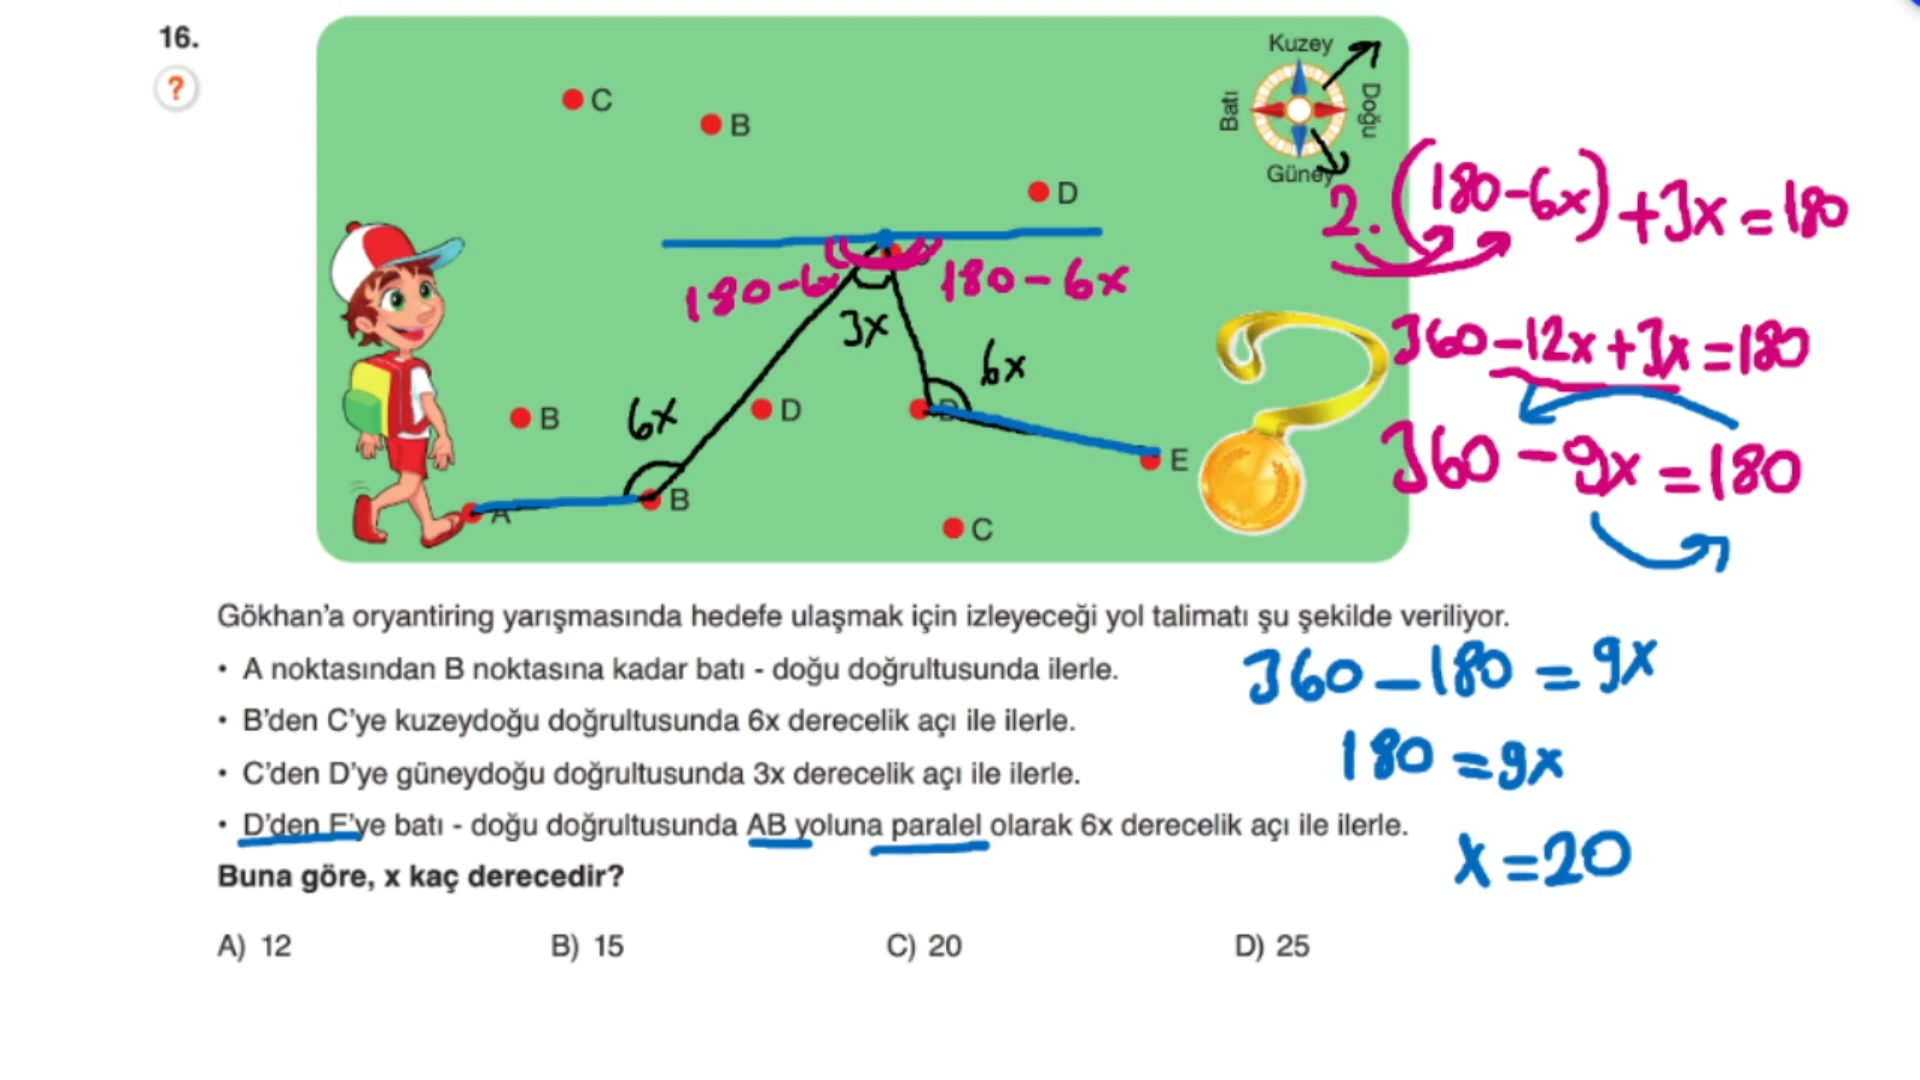 16.
?
C
B
D
Kuzey
Batı
Doğu
Güney
2.(180-6x)+3x=180
180-6x
180-6x
3x
360-12x+3x=180
6x
6x
B
D
E
360-9x=180
A
B
C
Gökhan'a oryantiring yarışmasında hedefe ulaşmak için izleyeceği yol talimatı şu şekilde veriliyor.
• A noktasından B noktasına kadar batı - doğu doğrultusunda ilerle.
360-180=9x
• B'den C'ye kuzeydoğu doğrultusunda 6x derecelik açı ile ilerle.
180=9x
• C'den D'ye güneydoğu doğrultusunda 3x derecelik açı ile ilerle.
• D'den E'ye batı - doğu doğrultusunda AB yoluna paralel olarak 6x derecelik açı ile ilerle.
x=20
Buna göre, x kaç derecedir?
A) 12
B) 15
C) 20
D) 25